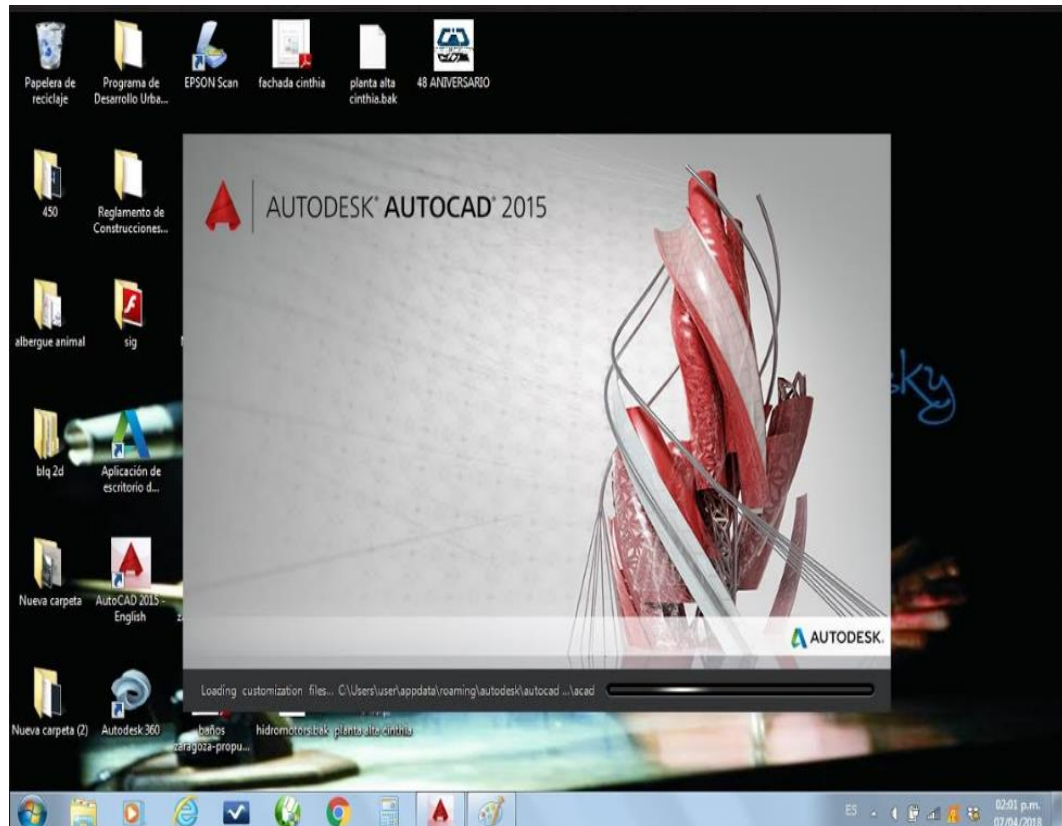 Papelera de
reciclaje
Programa de
Desarrollo Urba...
EPSON Scan
fachada cinthia
planta alta
cinthia.bak
48 ANIVERSARIO
450
Reglamento de
Construcciones...
AUTODESK® AUTOCAD® 2015
albergue animal
sig
sky
blq 2d
Aplicación de
escritorio d...
Nueva carpeta
AutoCAD 2015 -
English
AUTODESK.
Loading customization files... C:\Users\user\appdata\roaming\autodesk\autocad ...\acad
Nueva carpeta (2)
Autodesk 360
baños
zaragoza-propu...
hidromotors.bak
planta alta cinthia
ES
02:01 p.m.
07/04/2018